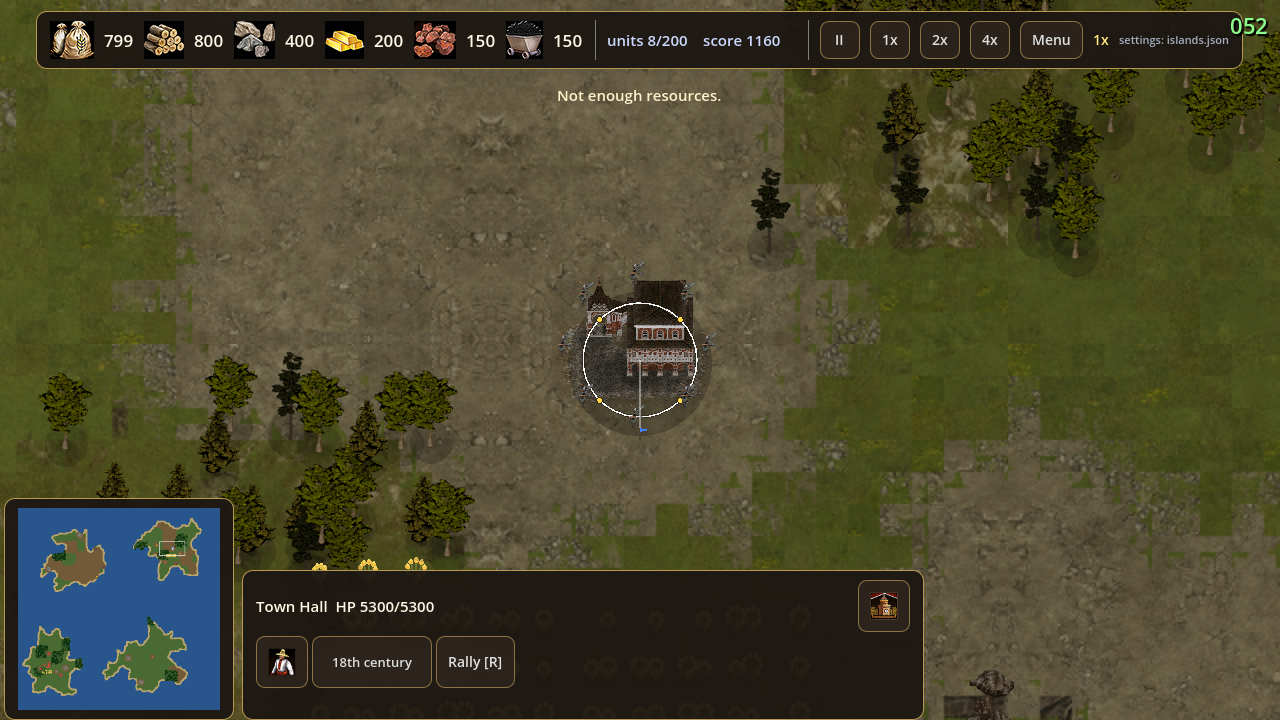 799 800 400 200 150 150 units 8/200 score 1160 II 1x 2x 4x Menu 1x settings: islands.json 052
Not enough resources.
Town Hall HP 5300/5300
18th century Rally [R]